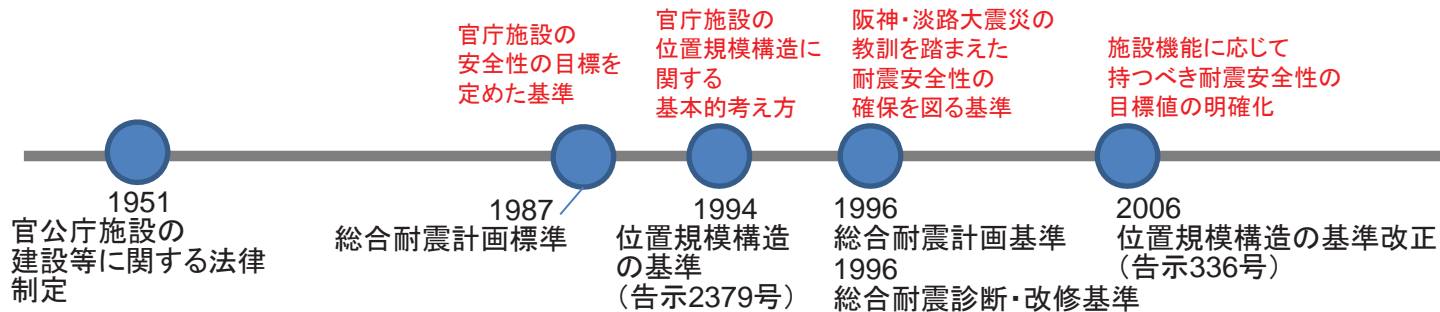 官庁施設の
安全性の目標を
定めた基準
官庁施設の
位置規模構造に
関する
基本的考え方
阪神・淡路大震災の
教訓を踏まえた
耐震安全性の
確保を図る基準
施設機能に応じて
持つべき耐震安全性の
目標値の明確化
1951
官公庁施設の
建設等に関する法律
制定
1987
総合耐震計画標準
1994
位置規模構造
の基準
（告示2379号）
1996
総合耐震計画基準
1996
総合耐震診断・改修基準
2006
位置規模構造の基準改正
（告示336号）